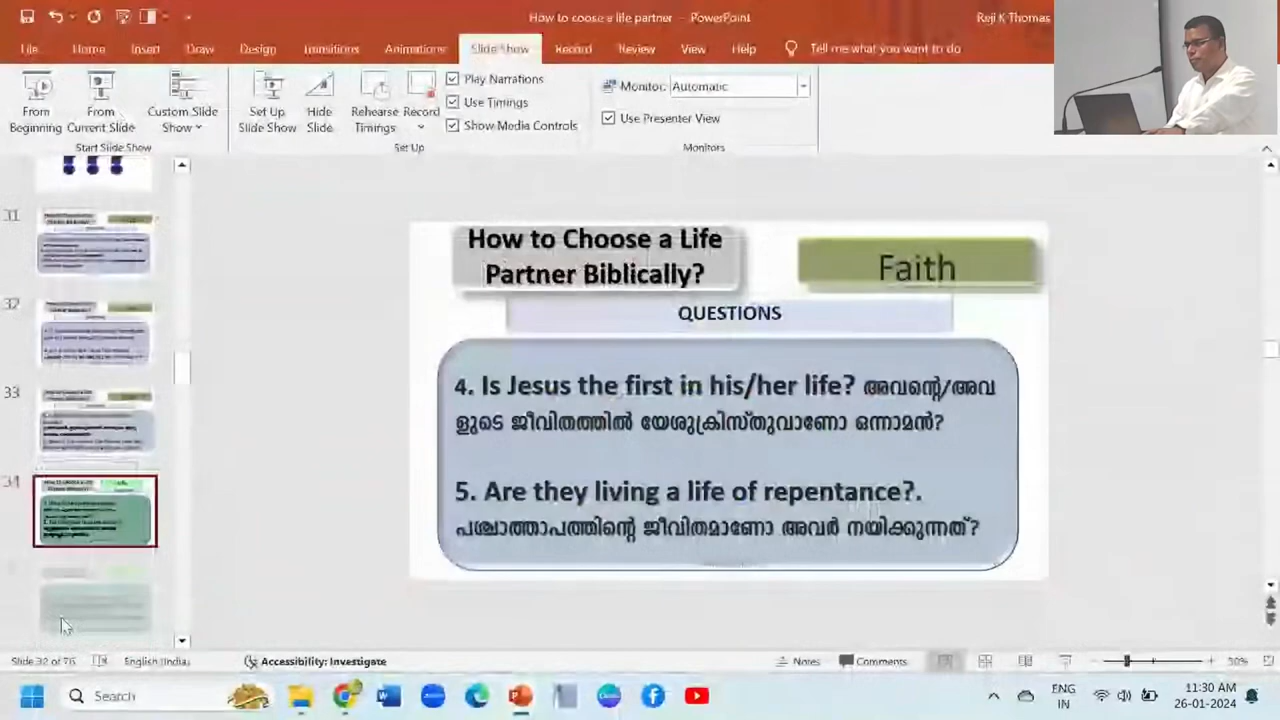 How to coose a life partner – PowerPoint
Reji K Thomas
File Home Insert Draw Design Transitions Animations Slide Show Record Review View Help Tell me what you want to do
From Beginning
From Current Slide
Custom Slide Show
Set Up Slide Show
Hide Slide
Rehearse Timings
Record
Play Narrations
Use Timings
Show Media Controls
Monitor: Automatic
Use Presenter View
Start Slide Show
Set Up
Monitors
31
32
33
34
How to Choose a Life
Partner Biblically?
Faith
QUESTIONS
4. Is Jesus the first in his/her life? അവന്റെ/അവ
ളുടെ ജീവിതത്തിൽ യേശുക്രിസ്തുവാണോ ഒന്നാമൻ?
5. Are they living a life of repentance?.
പശ്ചാത്താപത്തിന്റെ ജീവിതമാണോ അവർ നയിക്കുന്നത്?
Slide 32 of 76 English (India) Accessibility: Investigate Notes Comments
Search
ENG
IN
11:30 AM
26-01-2024